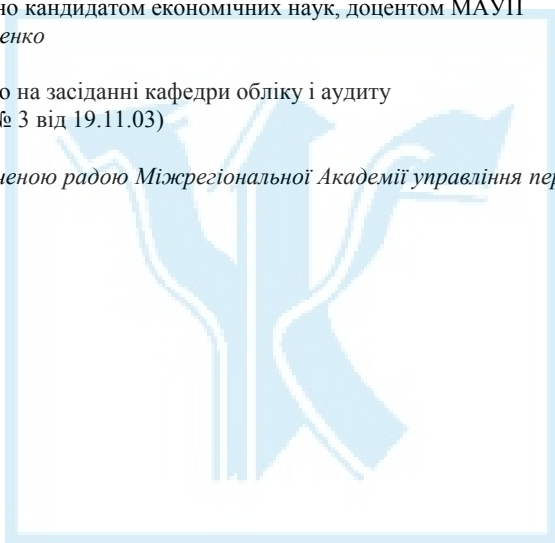 но кандидатом економічних наук, доцентом МАУП
енко
о на засіданні кафедри обліку і аудиту
№ 3 від 19.11.03)
ченою радою Міжрегіональної Академії управління пер